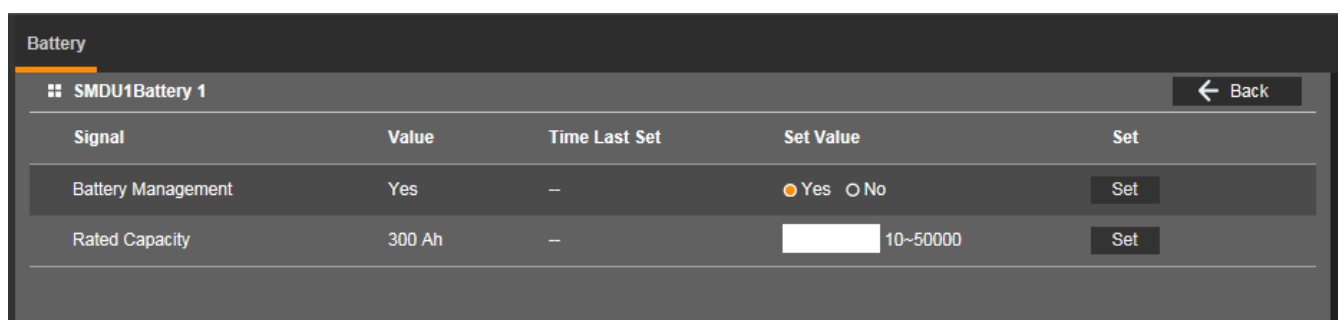 Battery
SMDU1Battery 1 Back
Signal Value Time Last Set Set Value Set
Battery Management Yes -- Yes No Set
Rated Capacity 300 Ah -- 10~50000 Set